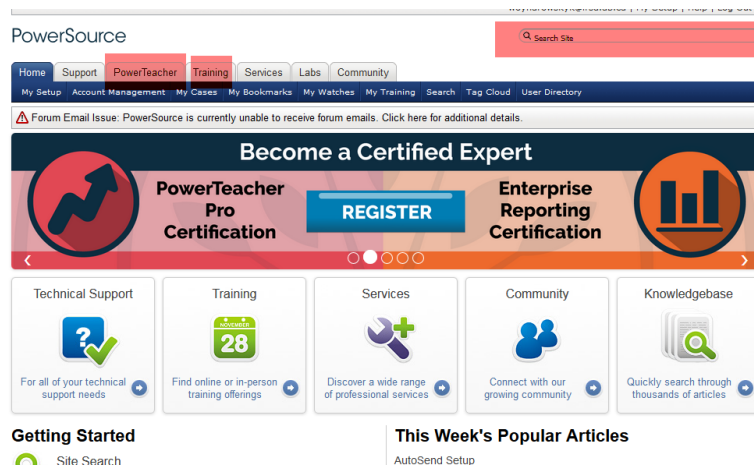 My Setup | Help | Log Out
PowerSource
Search Site
Home Support PowerTeacher Training Services Labs Community
My Setup Account Management My Cases My Bookmarks My Watches My Training Search Tag Cloud User Directory
Forum Email Issue: PowerSource is currently unable to receive forum emails. Click here for additional details.
Become a Certified Expert
PowerTeacher
Pro
Certification
REGISTER
Enterprise
Reporting
Certification
Technical Support
?
For all of your technical
support needs
Training
NOVEMBER
28
Find online or in-person
training offerings
Services
Discover a wide range
of professional services
Community
Connect with our
growing community
Knowledgebase
Quickly search through
thousands of articles
Getting Started
Site Search
This Week's Popular Articles
AutoSend Setup